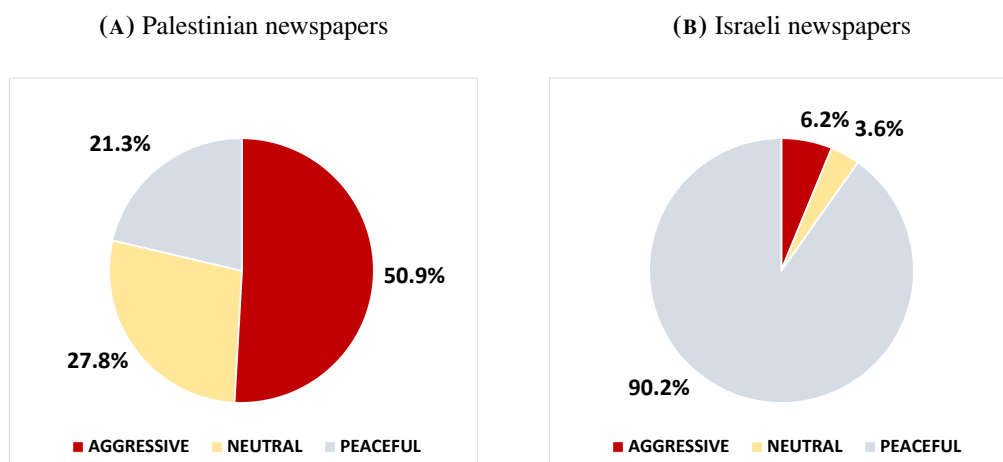 (A) Palestinian newspapers
21.3%
50.9%
27.8%
AGGRESSIVE NEUTRAL PEACEFUL
(B) Israeli newspapers
6.2%
3.6%
90.2%
AGGRESSIVE NEUTRAL PEACEFUL